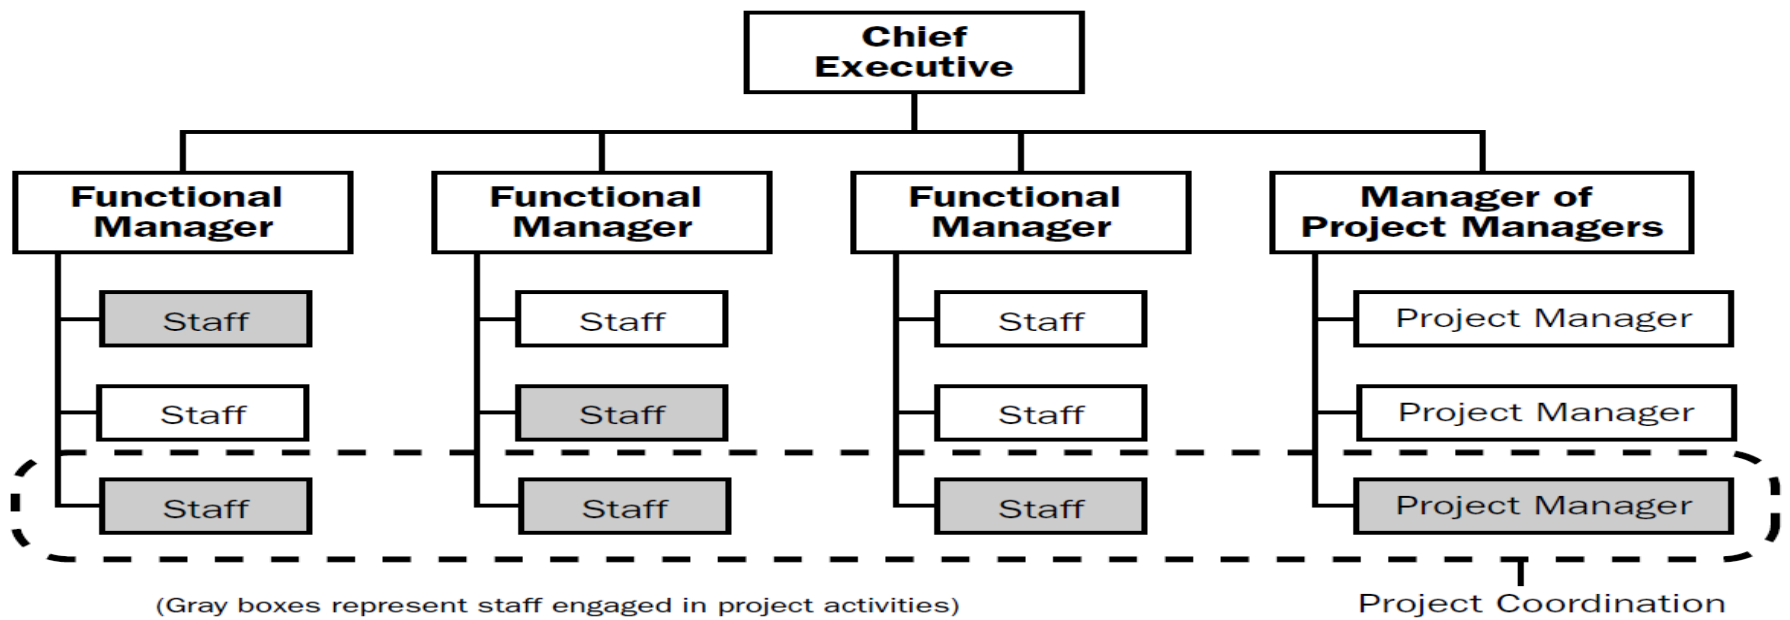 Chief
Executive
Functional
Manager
Functional
Manager
Functional
Manager
Manager of
Project Managers
Staff
Staff
Staff
Project Manager
Staff
Staff
Staff
Project Manager
Staff
Staff
Staff
Project Manager
(Gray boxes represent staff engaged in project activities)
Project Coordination